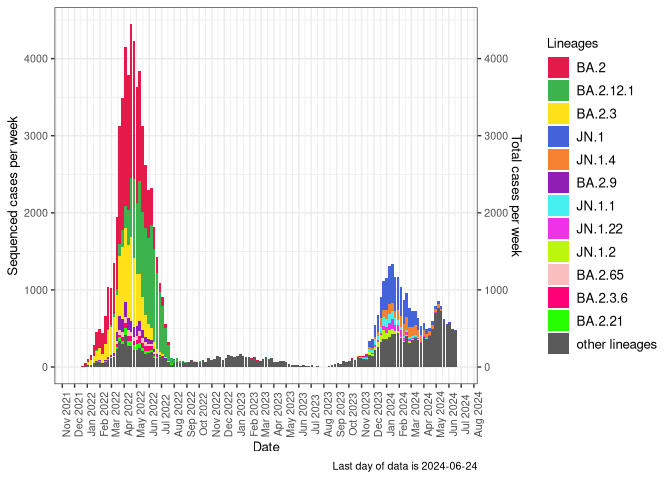 Lineages
BA.2
BA.2.12.1
BA.2.3
JN.1
JN.1.4
BA.2.9
JN.1.1
JN.1.22
JN.1.2
BA.2.65
BA.2.3.6
BA.2.21
other lineages
Sequenced cases per week
4000
3000
2000
1000
0
4000
3000
2000
1000
0
Total cases per week
Nov 2021
Dec 2021
Jan 2022
Feb 2022
Mar 2022
Apr 2022
May 2022
Jun 2022
Jul 2022
Aug 2022
Sep 2022
Oct 2022
Nov 2022
Dec 2022
Jan 2023
Feb 2023
Mar 2023
Apr 2023
May 2023
Jun 2023
Jul 2023
Aug 2023
Sep 2023
Oct 2023
Nov 2023
Dec 2023
Jan 2024
Feb 2024
Mar 2024
Apr 2024
May 2024
Jun 2024
Jul 2024
Aug 2024
Date
Last day of data is 2024-06-24